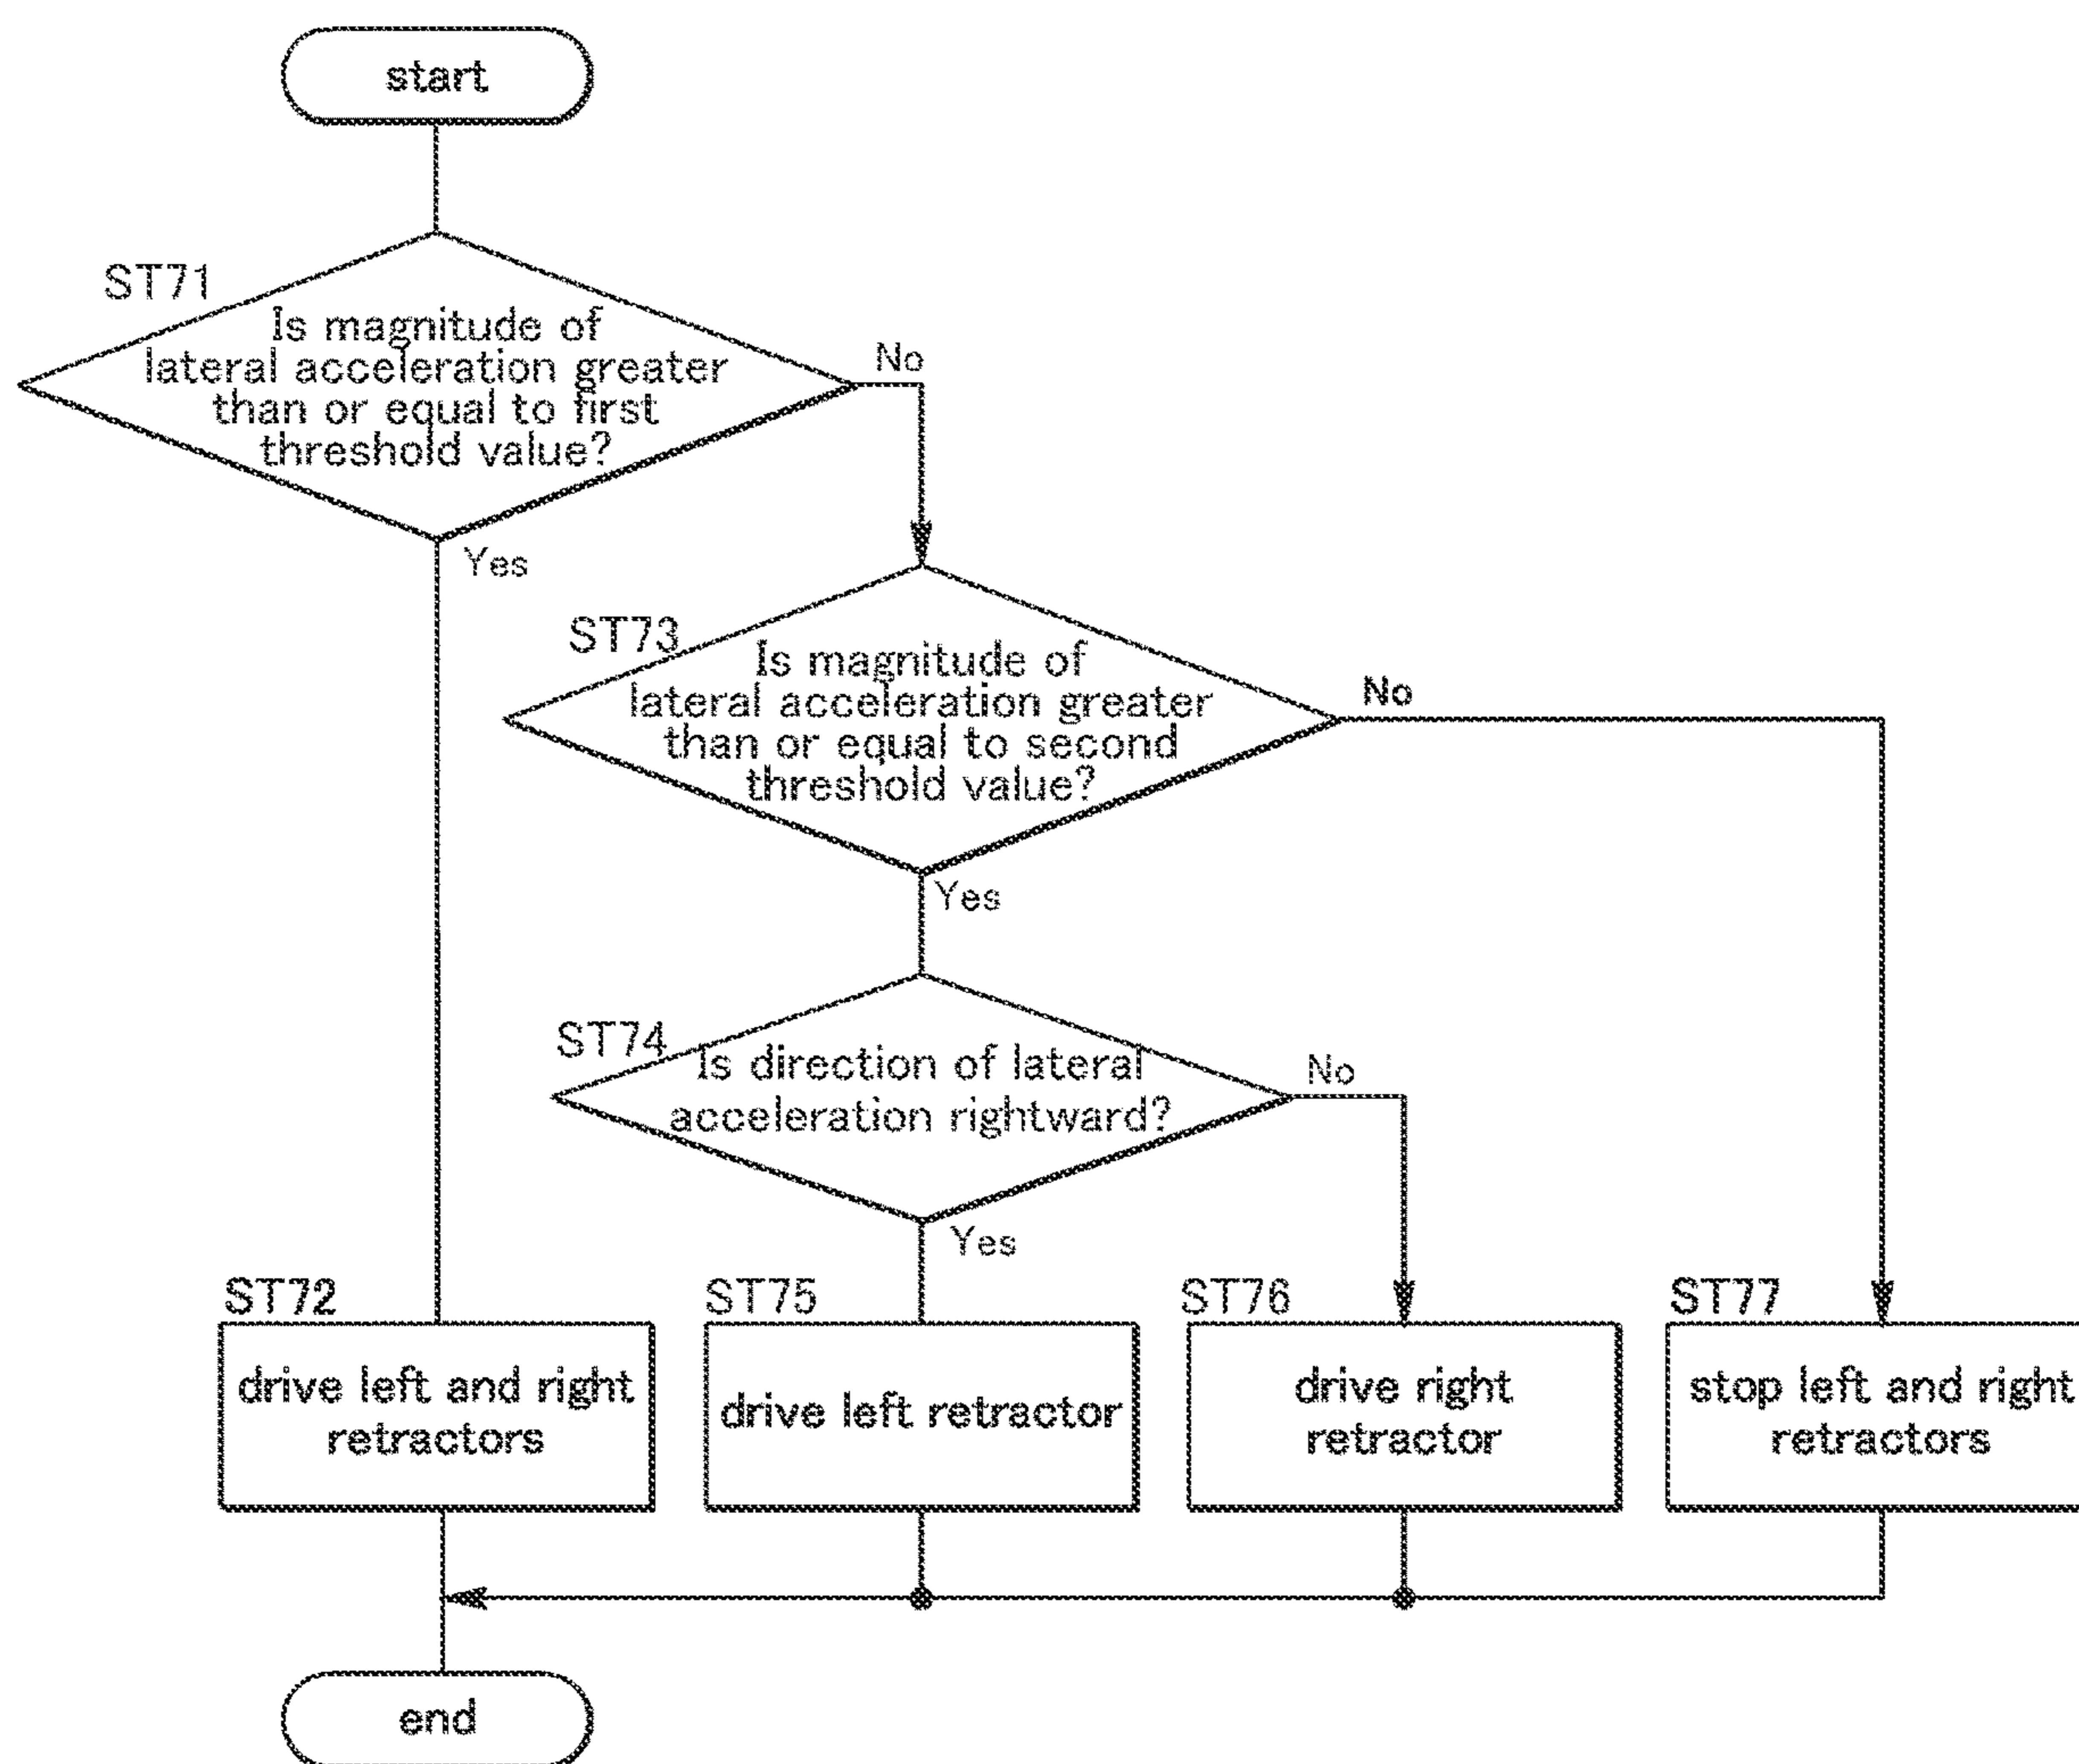 start
ST71
Is magnitude of
lateral acceleration greater
than or equal to first
threshold value?
No
Yes
ST73
Is magnitude of
lateral acceleration greater
than or equal to second
threshold value?
No
Yes
ST74
Is direction of lateral
acceleration rightward?
No
Yes
ST72
drive left and right
retractors
ST75
drive left retractor
ST76
drive right
retractor
ST77
stop left and right
retractors
end